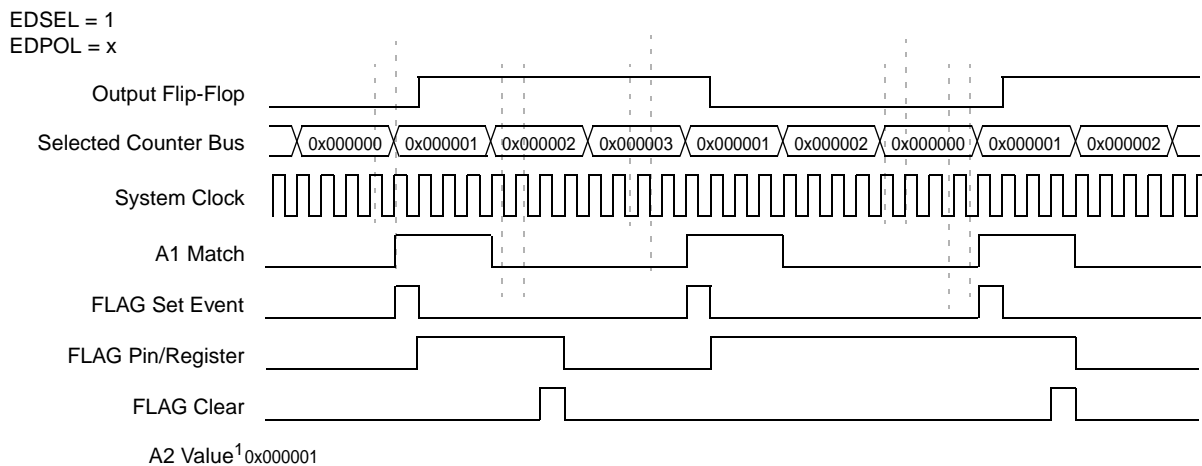 EDSEL = 1
EDPOL = x
Output Flip-Flop
Selected Counter Bus 0x000000 0x000001 0x000002 0x000003 0x000001 0x000002 0x000000 0x000001 0x000002
System Clock
A1 Match
FLAG Set Event
FLAG Pin/Register
FLAG Clear
A2 Value1 0x000001